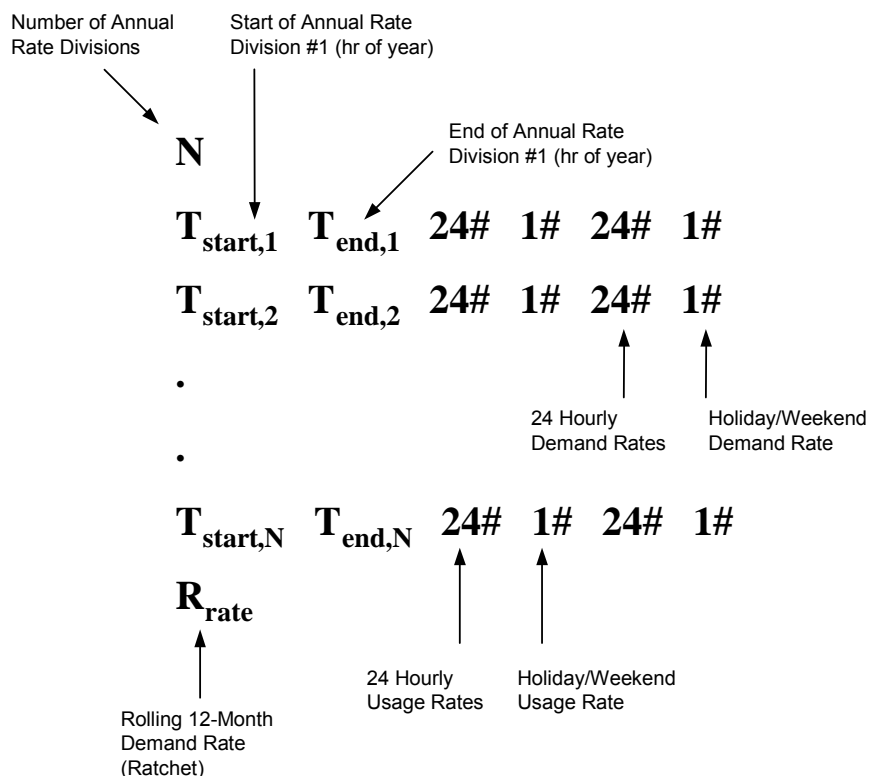 Number of Annual
Rate Divisions
Start of Annual Rate
Division #1 (hr of year)
N
End of Annual Rate
Division #1 (hr of year)
Tstart,1 Tend,1 24# 1# 24# 1#
Tstart,2 Tend,2 24# 1# 24# 1#
.
24 Hourly
Demand Rates
Holiday/Weekend
Demand Rate
.
Tstart,N Tend,N 24# 1# 24# 1#
Rrate
24 Hourly
Usage Rates
Holiday/Weekend
Usage Rate
Rolling 12-Month
Demand Rate
(Ratchet)